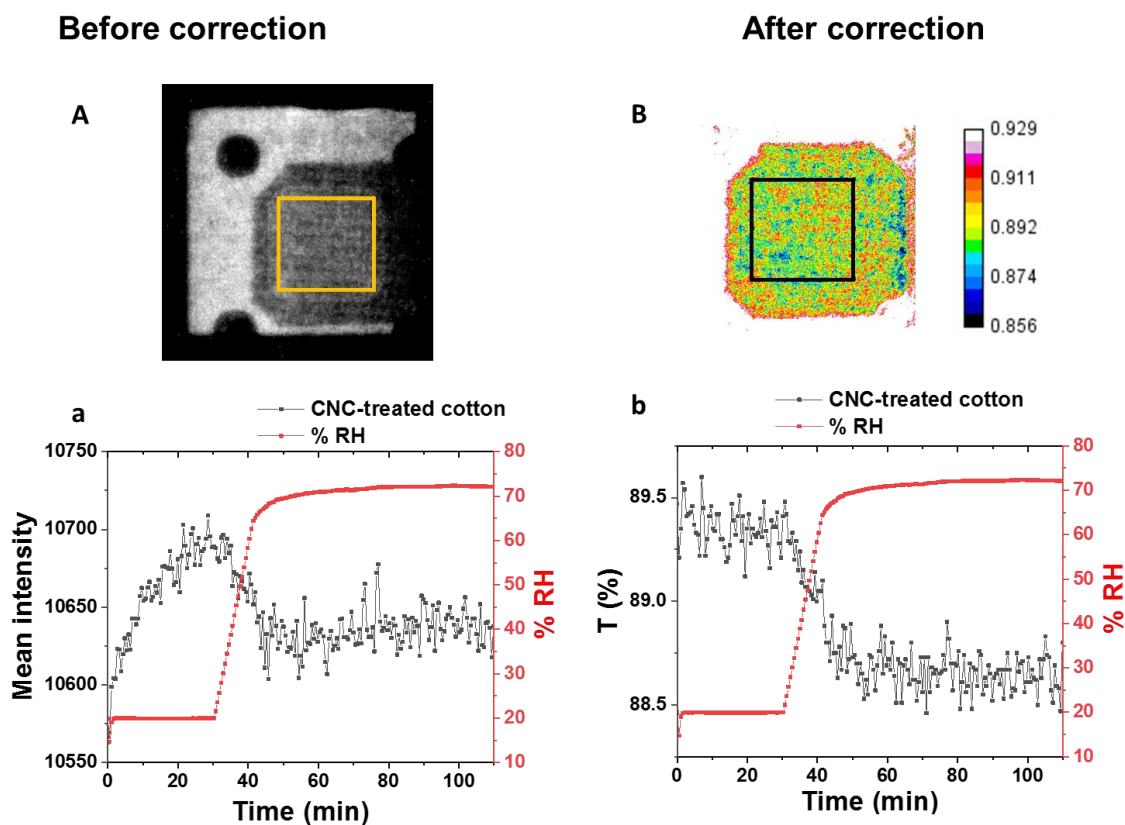 Before correction
After correction
A
B
0.929
0.911
0.892
0.874
0.856
a
CNC-treated cotton
% RH
10750
10700
10650
10600
10550
Mean intensity
80
70
60
50
40
30
20
10
% RH
0
20
40
60
80
100
Time (min)
b
CNC-treated cotton
% RH
89.5
89.0
88.5
T (%)
80
70
60
50
40
30
20
10
% RH
0
20
40
60
80
100
Time (min)